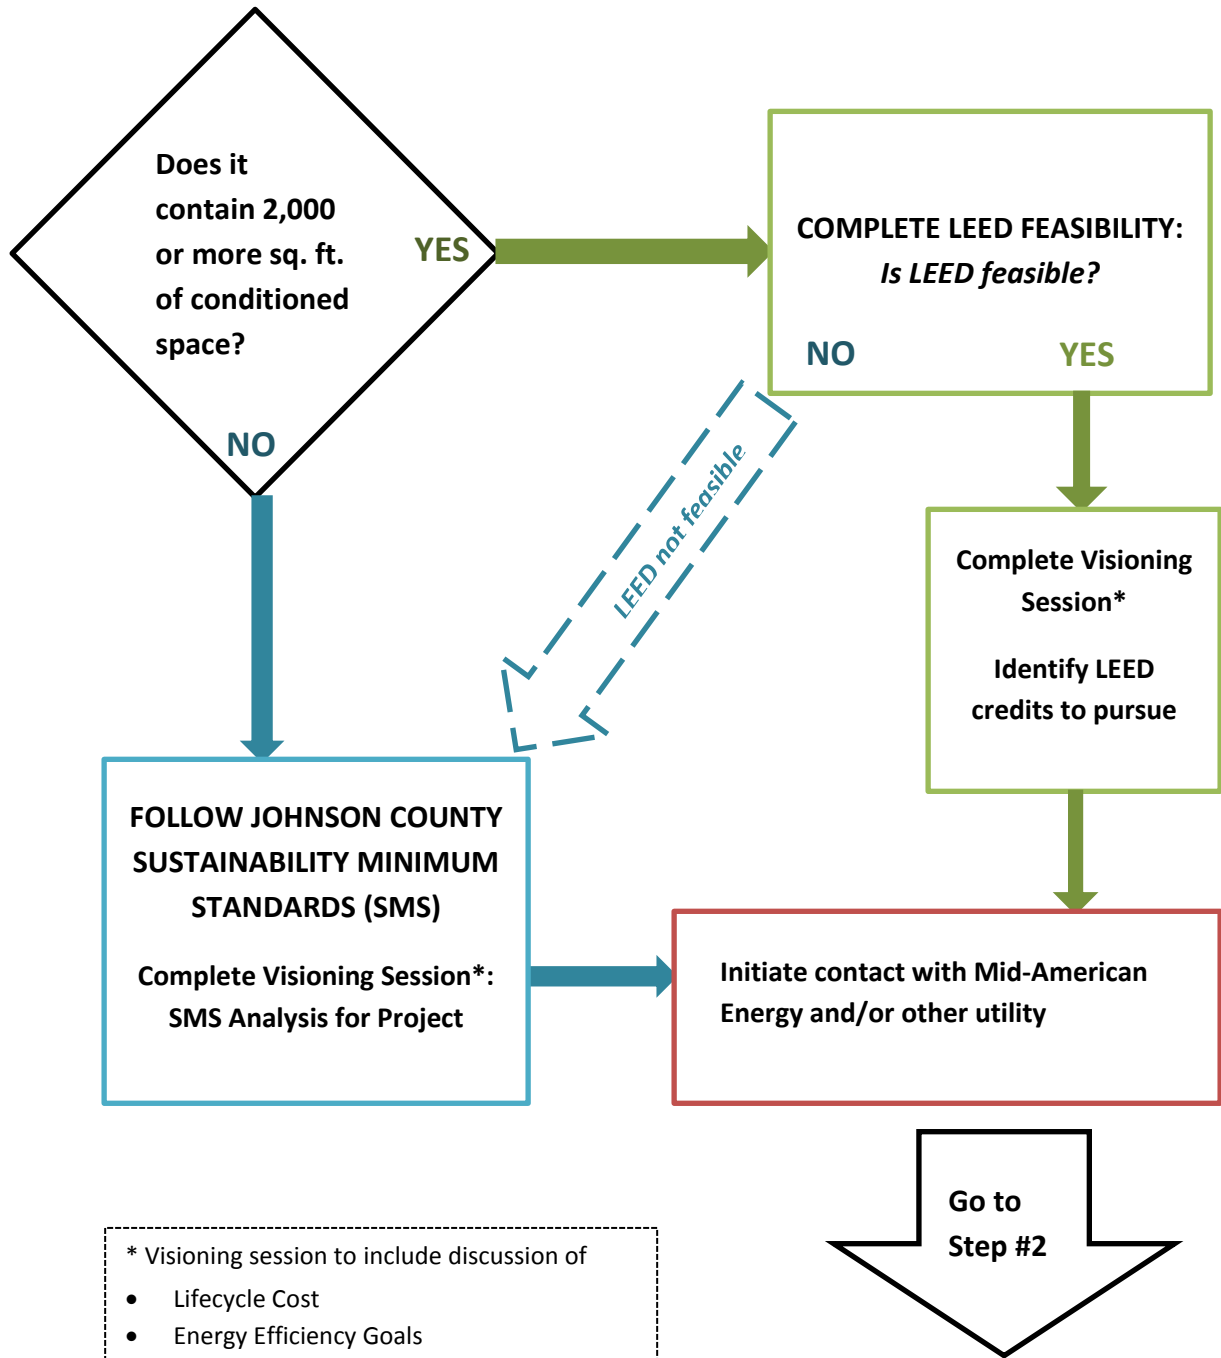 Does it
contain 2,000
or more sq. ft.
of conditioned
space?
YES
NO
COMPLETE LEED FEASIBILITY:
Is LEED feasible?
NO
YES
LEED not feasible
Complete Visioning
Session*
Identify LEED
credits to pursue
FOLLOW JOHNSON COUNTY
SUSTAINABILITY MINIMUM
STANDARDS (SMS)
Complete Visioning Session*:
SMS Analysis for Project
Initiate contact with Mid-American
Energy and/or other utility
Go to
Step #2
* Visioning session to include discussion of
• Lifecycle Cost
• Energy Efficiency Goals